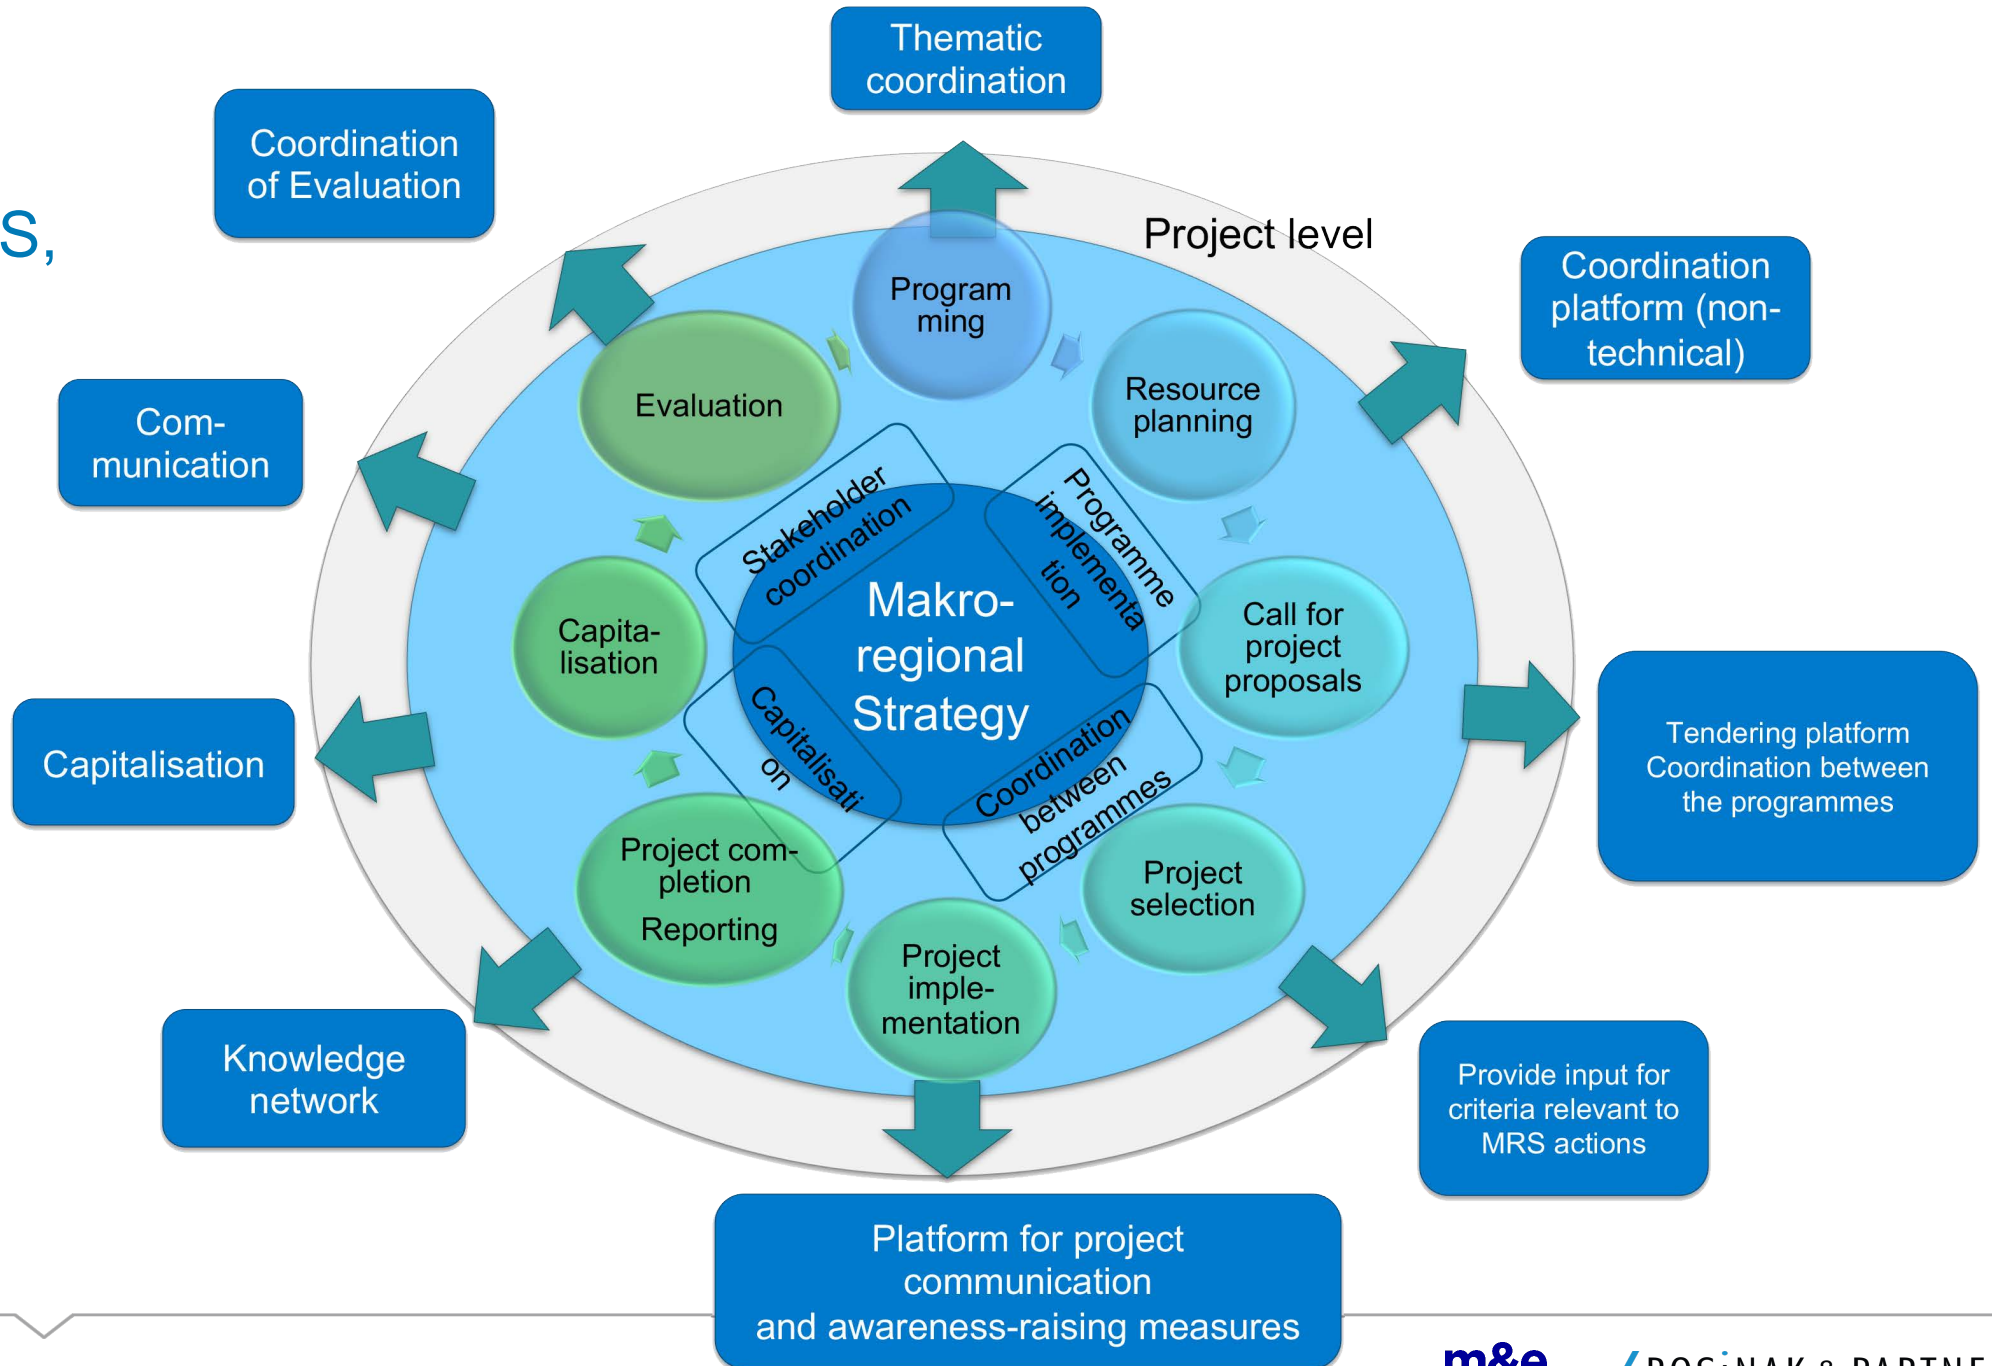 Thematic
coordination
Coordination
of Evaluation
S,
Project level
Coordination
platform (non-
technical)
Program
ming
Resource
planning
Evaluation
Com-
munication
Stakeholder
coordination
Programme
implementa
tion
Makro-
regional
Strategy
Call for
project
proposals
Capita-
lisation
Capitalisation
Capitalisati
on
Coordination
between
programmes
Tendering platform
Coordination between
the programmes
Project com-
pletion
Reporting
Project
selection
Project
imple-
mentation
Knowledge
network
Provide input for
criteria relevant to
MRS actions
Platform for project
communication
and awareness-raising measures
m&e
ROSiNAK & PARTNE